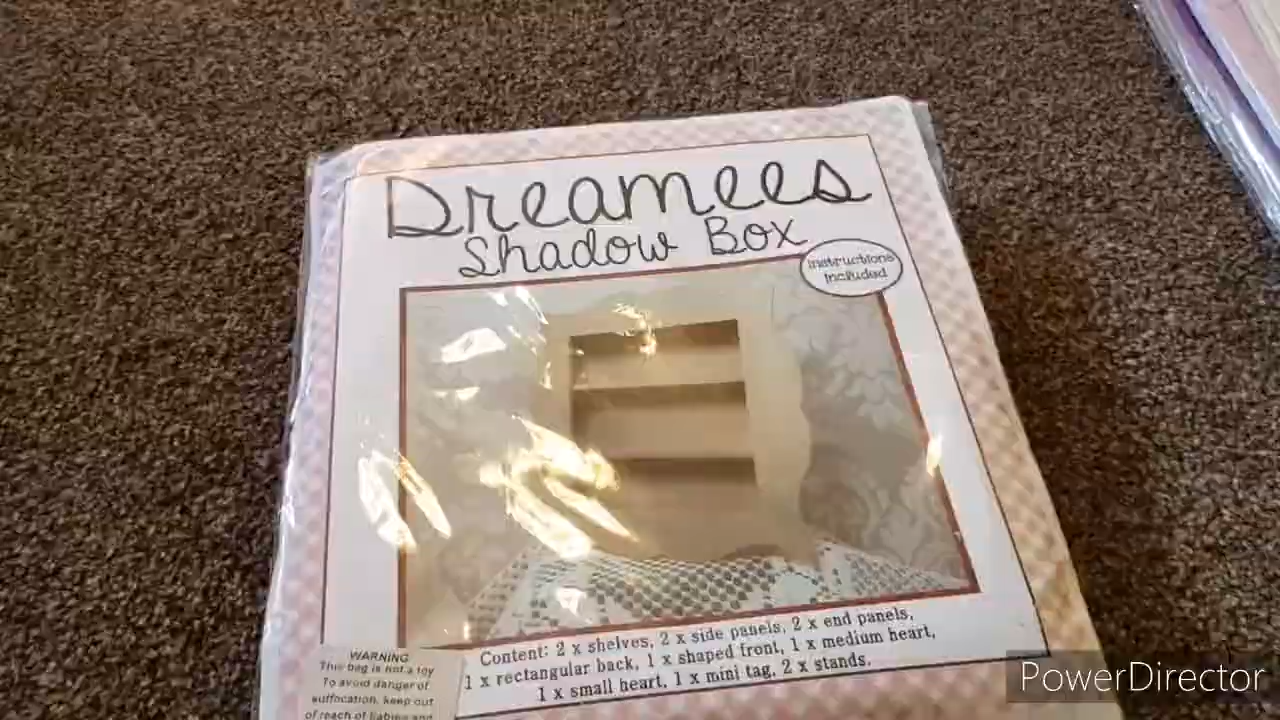 Dreamees
Shadow Box
Instructions
Included
Content: 2 x shelves, 2 x side panels, 2 x end panels,
1 x rectangular back, 1 x shaped front, 1 x medium heart,
1 x small heart, 1 x mini tag, 2 x stands.
WARNING
This bag is not a toy
To avoid danger of
suffocation, keep out
of reach of babies and
PowerDirector